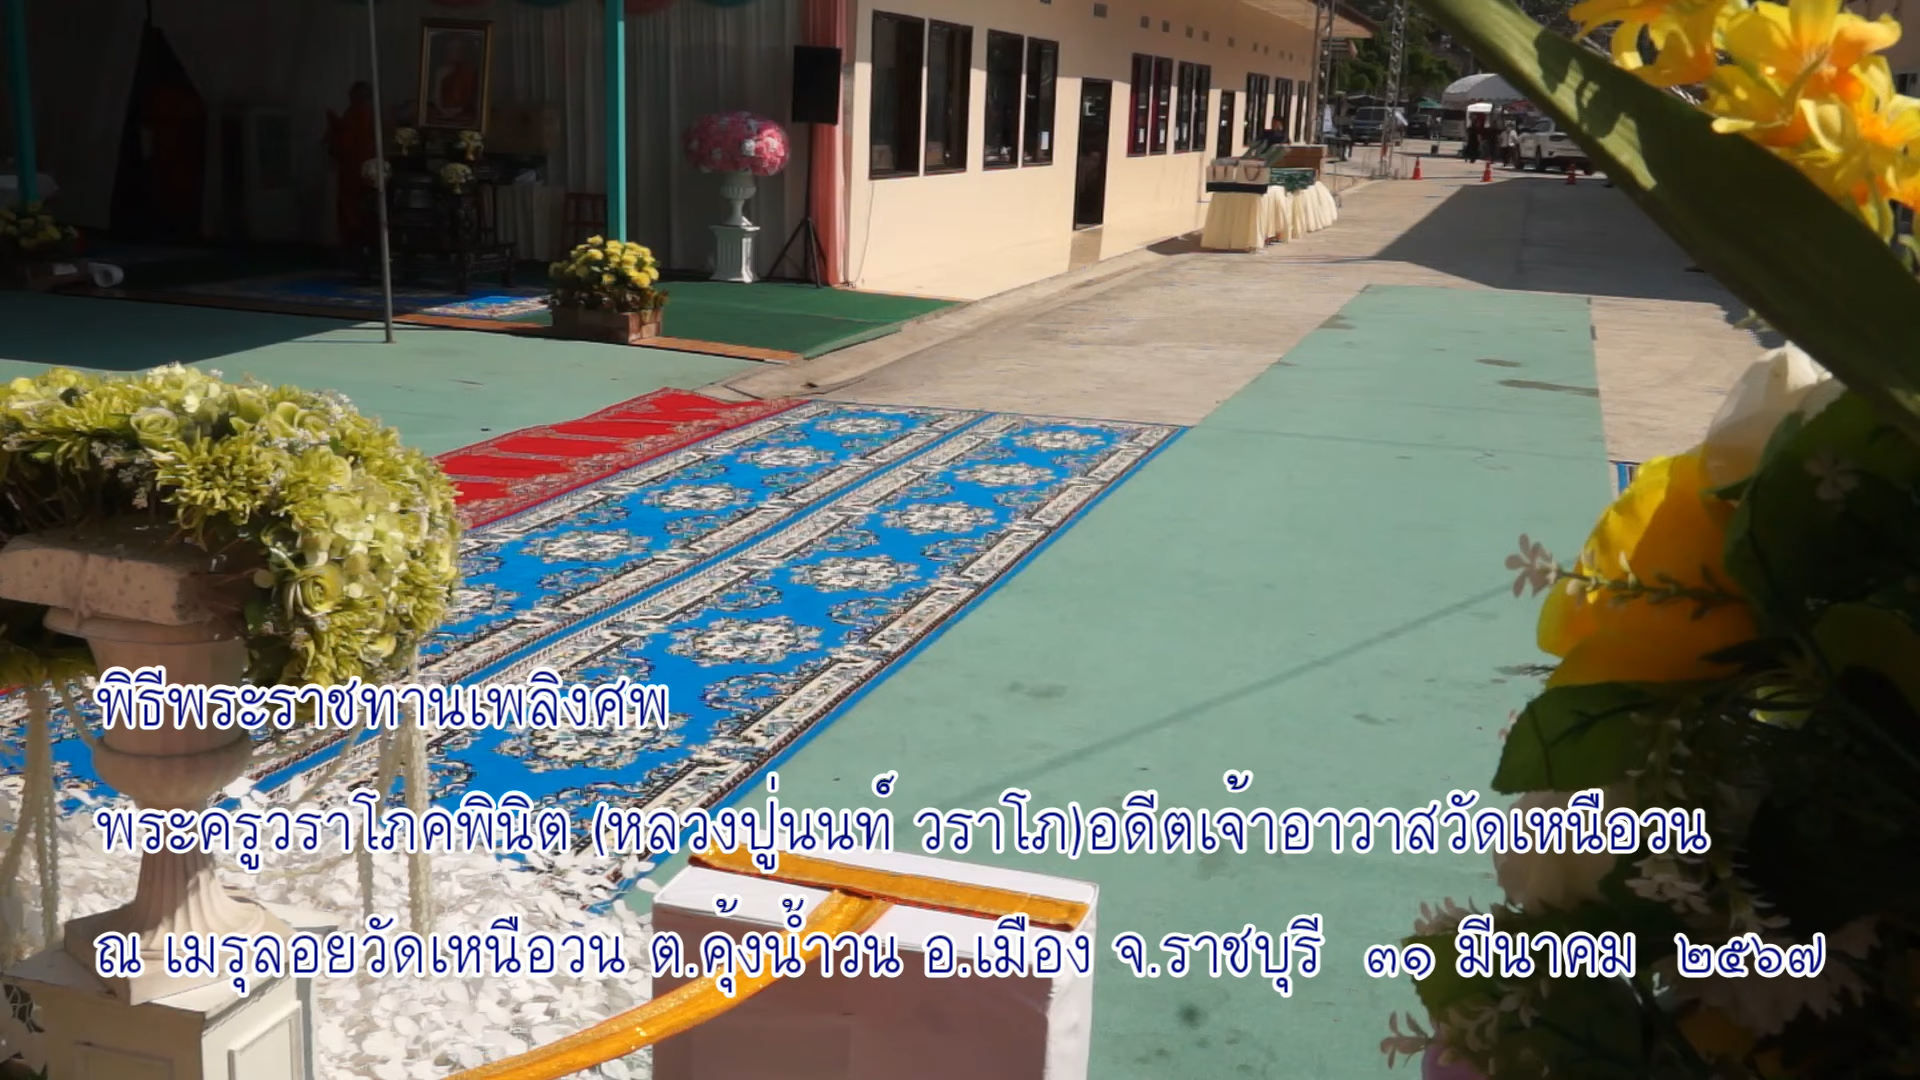 พิธีพระราชทานเพลิงศพ
พระครูวราโภคพินิต (หลวงปู่นนท์ วราโภ)อดีตเจ้าอาวาสวัดเหนือวน
ณ เมรุลอยวัดเหนือวน ต.คุ้งน้ำวน อ.เมือง จ.ราชบุรี ๓๑ มีนาคม ๒๕๖๗